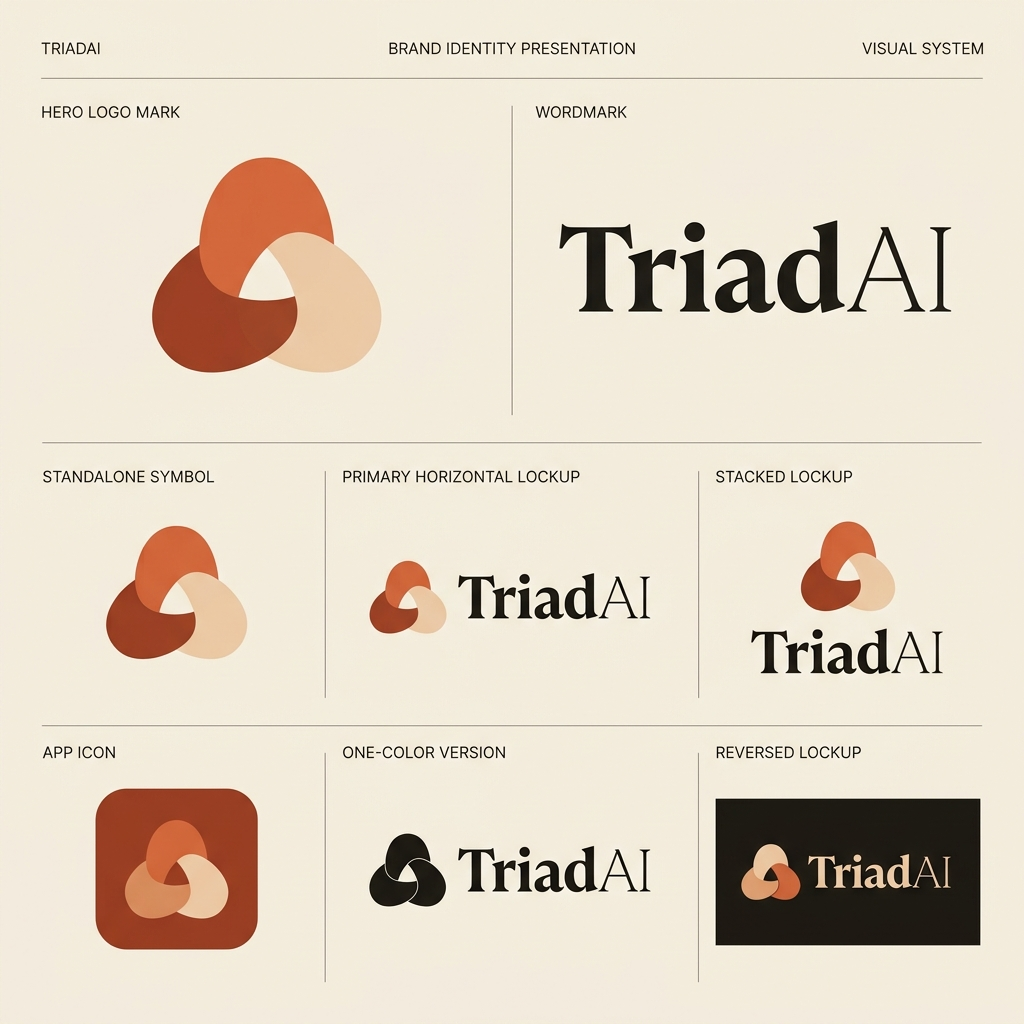 TRIADAI
BRAND IDENTITY PRESENTATION
VISUAL SYSTEM
HERO LOGO MARK
WORDMARK
TriadAI
STANDALONE SYMBOL
PRIMARY HORIZONTAL LOCKUP
TriadAI
STACKED LOCKUP
TriadAI
APP ICON
ONE-COLOR VERSION
TriadAI
REVERSED LOCKUP
TriadAI